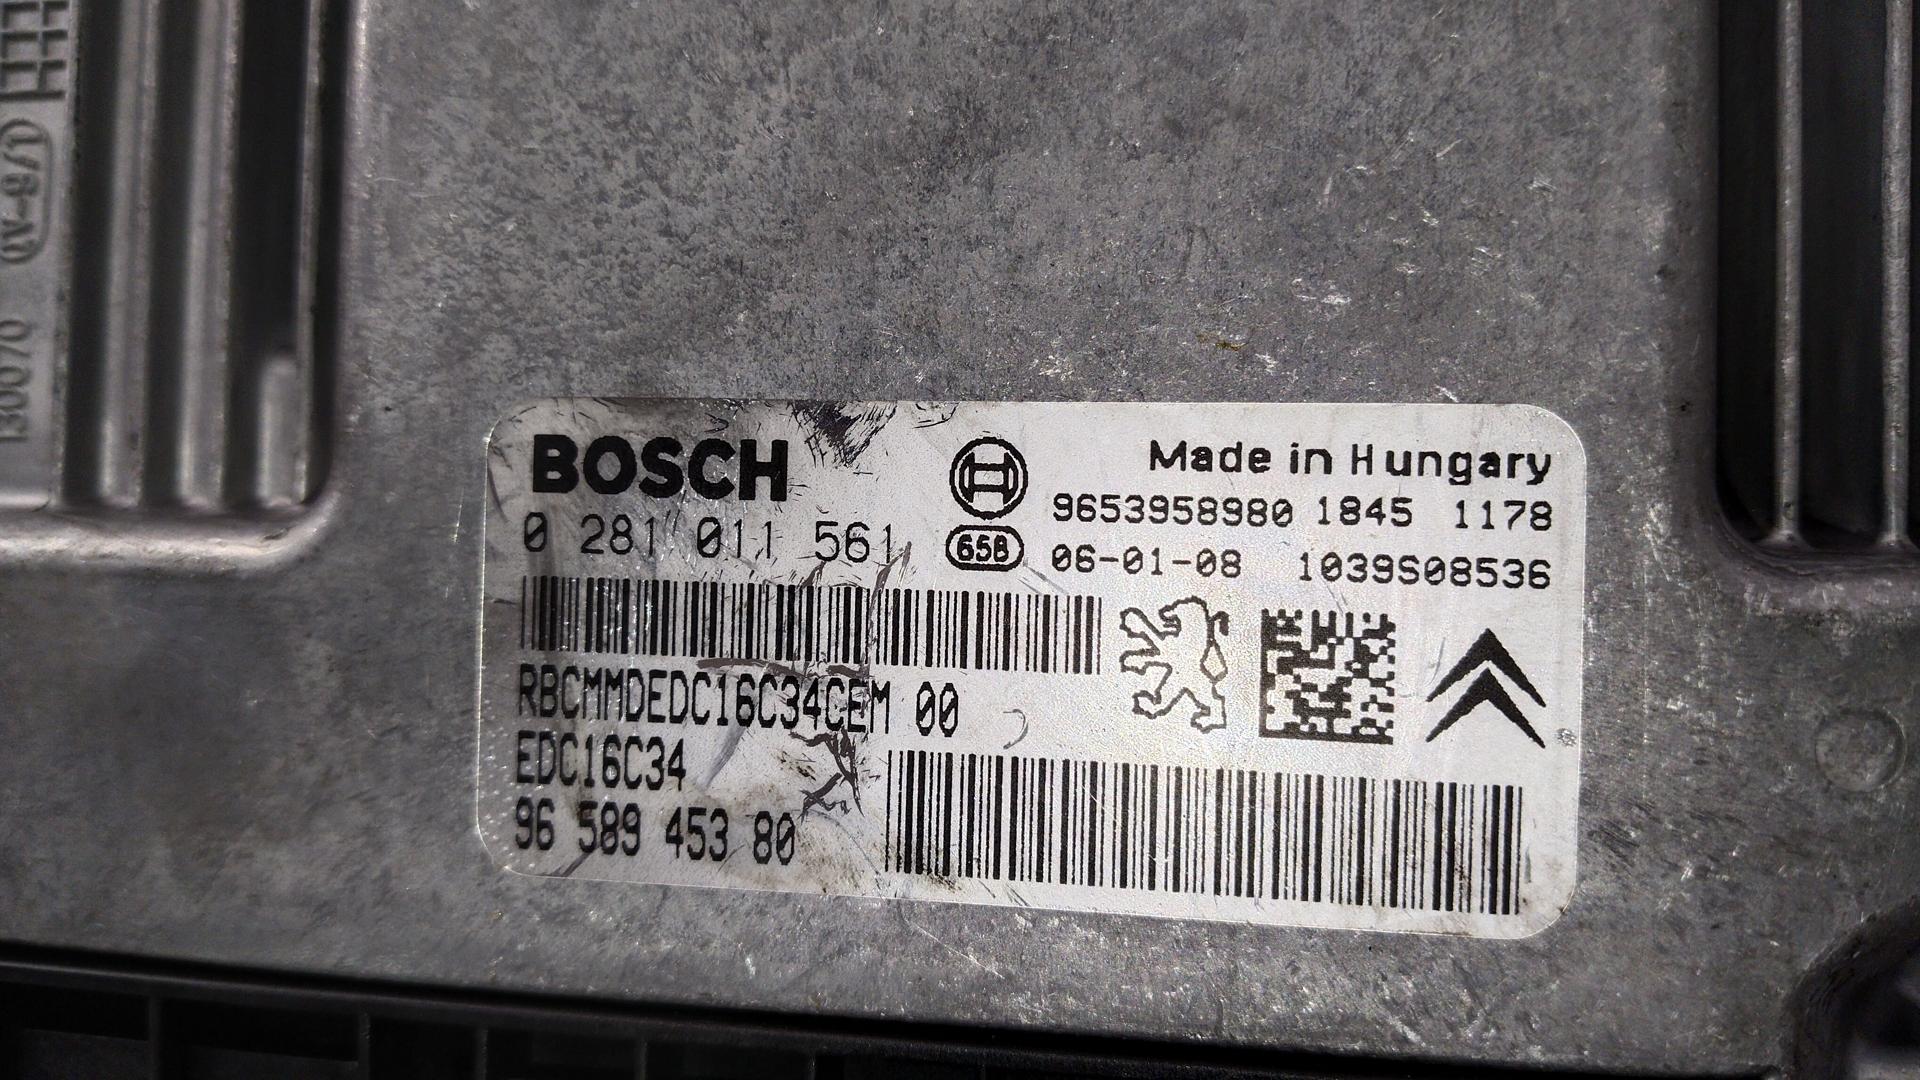 BOSCH
Made in Hungary
0 281 011 561
658
9653958980 1845 1178
06-01-08 1039S08536
RBCMMDEDC16C34CEM 00
EDC16C34
96 589 453 80
130070